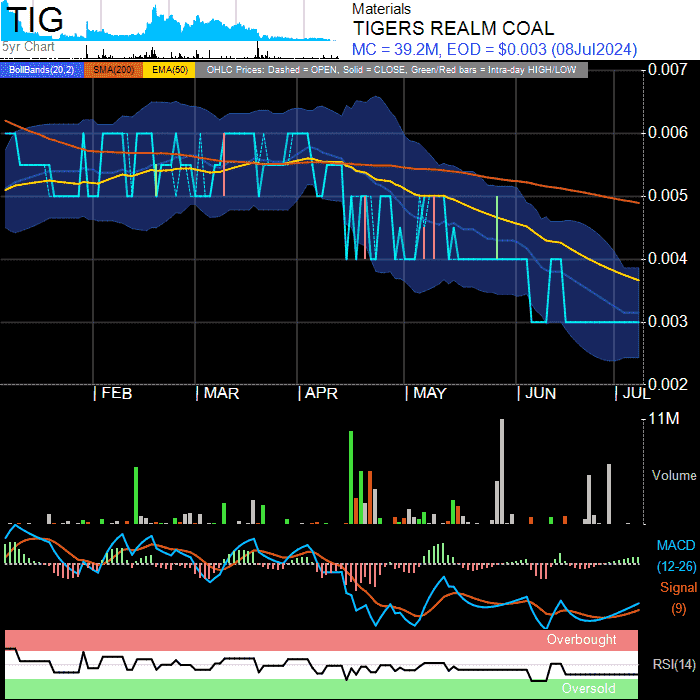 TIG
5yr Chart
Materials
TIGERS REALM COAL
MC = 39.2M, EOD = $0.003 (08Jul2024)
BollBands(20,2) SMA(200) EMA(50) OHLC Prices: Dashed = OPEN, Solid = CLOSE, Green/Red bars = Intra-day HIGH/LOW
0.007
0.006
0.005
0.004
0.003
0.002
| FEB | MAR | APR | MAY | JUN | JUL
11M
Volume
MACD
(12-26)
Signal
(9)
Overbought
RSI(14)
Oversold